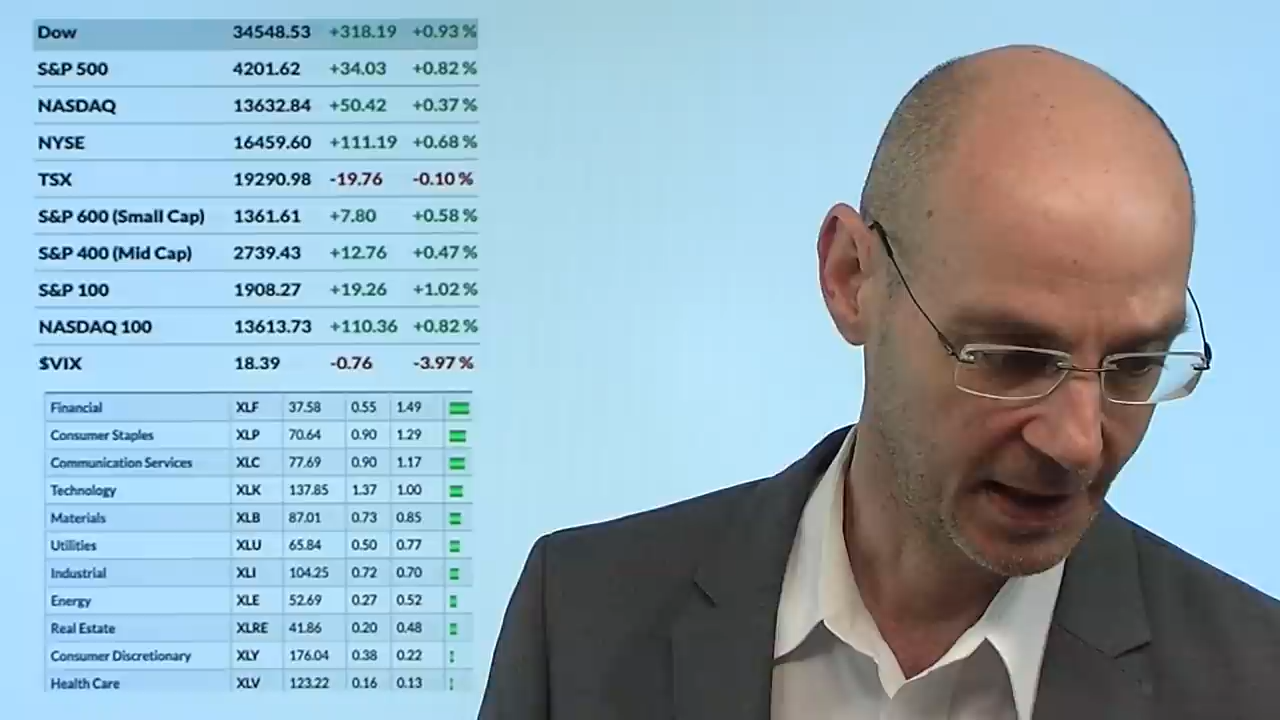 Dow 34548.53 +318.19 +0.93 %
S&P 500 4201.62 +34.03 +0.82 %
NASDAQ 13632.84 +50.42 +0.37 %
NYSE 16459.60 +111.19 +0.68 %
TSX 19290.98 -19.76 -0.10 %
S&P 600 (Small Cap) 1361.61 +7.80 +0.58 %
S&P 400 (Mid Cap) 2739.43 +12.76 +0.47 %
S&P 100 1908.27 +19.26 +1.02 %
NASDAQ 100 13613.73 +110.36 +0.82 %
$VIX 18.39 -0.76 -3.97 %
Financial XLF 37.58 0.55 1.49
Consumer Staples XLP 70.64 0.90 1.29
Communication Services XLC 77.69 0.90 1.17
Technology XLK 137.85 1.37 1.00
Materials XLB 87.01 0.73 0.85
Utilities XLU 65.84 0.50 0.77
Industrial XLI 104.25 0.72 0.70
Energy XLE 52.69 0.27 0.52
Real Estate XLRE 41.86 0.20 0.48
Consumer Discretionary XLY 176.04 0.38 0.22
Health Care XLV 123.22 0.16 0.13